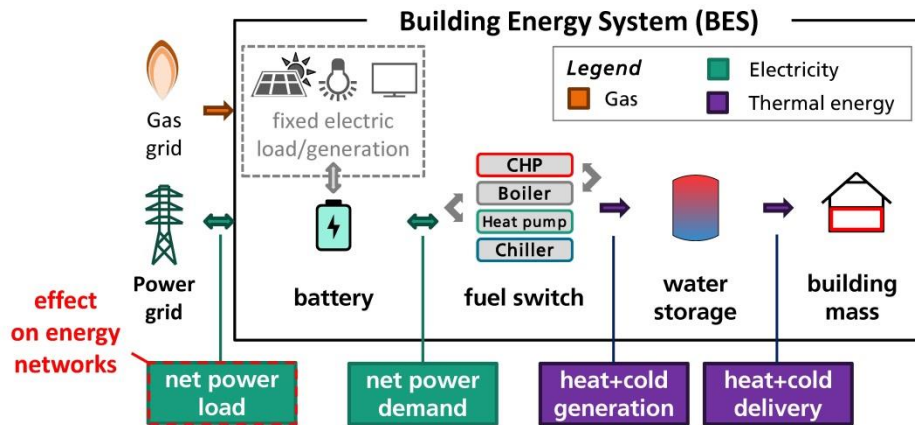 Building Energy System (BES)
Legend
Gas
Electricity
Thermal energy
Gas
grid
fixed electric
load/generation
CHP
Boiler
Heat pump
Chiller
Power
grid
battery
fuel switch
water
storage
building
mass
effect
on energy
networks
net power
load
net power
demand
heat+cold
generation
heat+cold
delivery